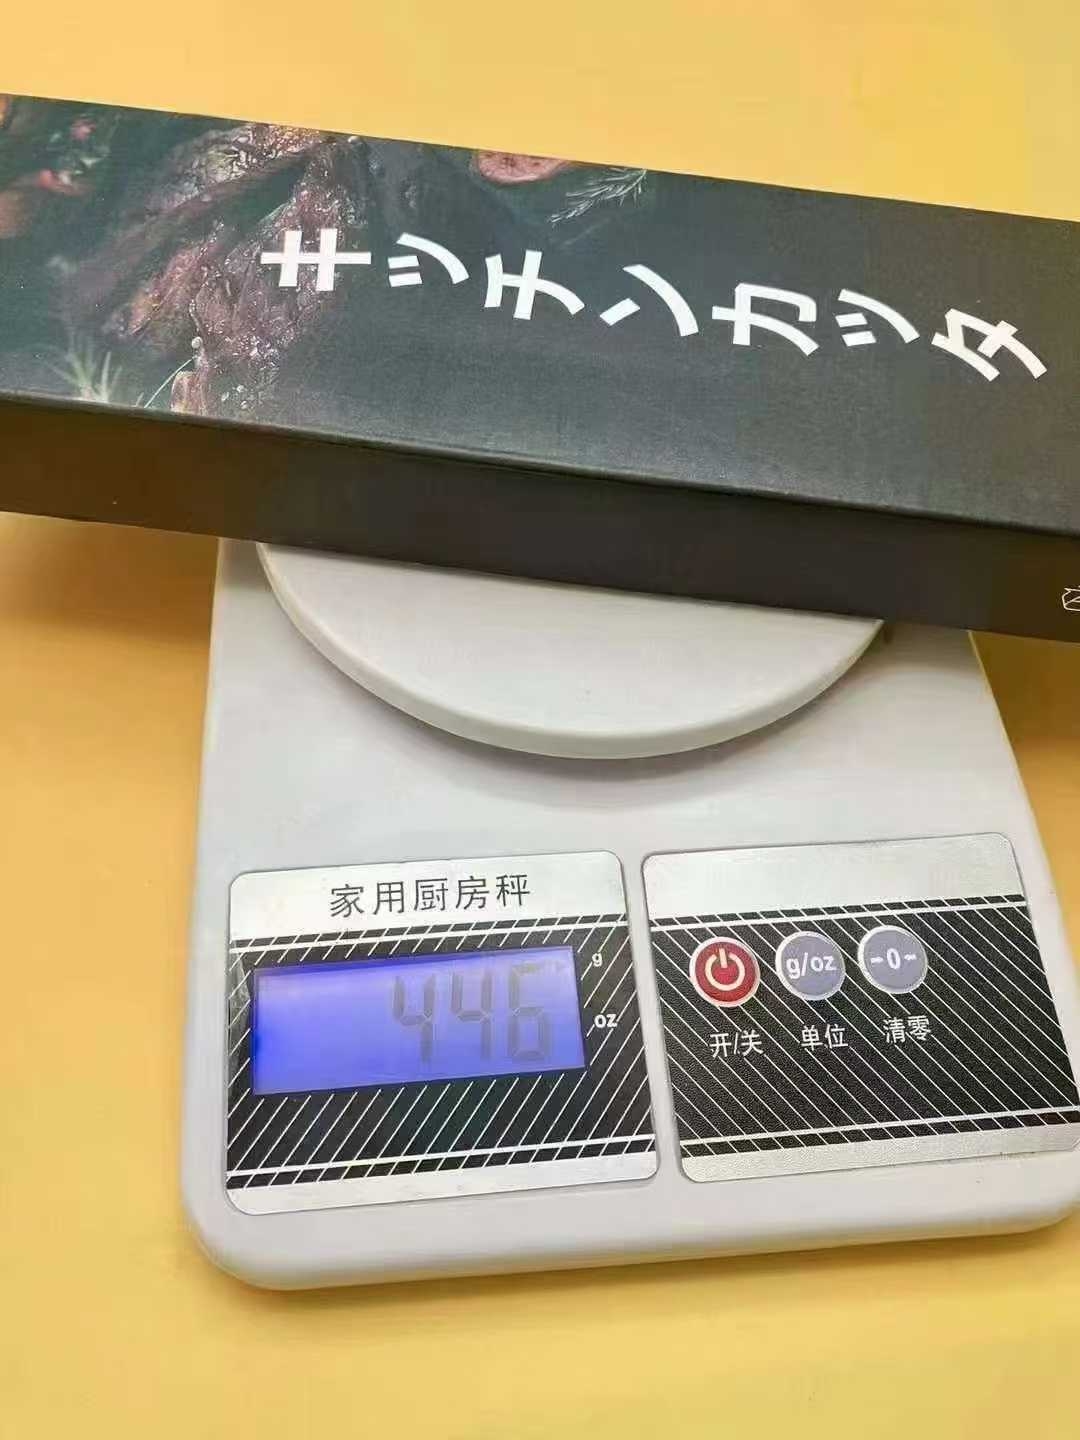 キッチンカッタ
家用厨房秤
446
g
oz
g/oz
→0←
开/关
单位
清零